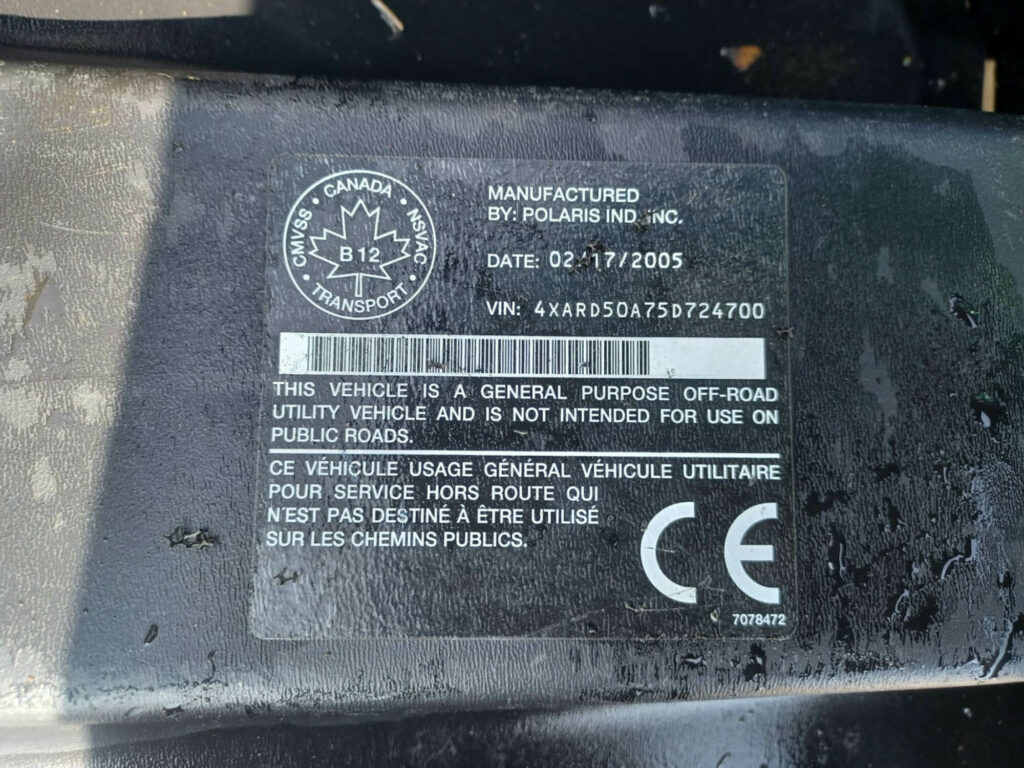 CANADA
CMVSS • NSVAC
B 12
TRANSPORT
MANUFACTURED
BY: POLARIS IND. INC.
DATE: 02/17/2005
VIN: 4XARD50A75D724700
THIS VEHICLE IS A GENERAL PURPOSE OFF-ROAD
UTILITY VEHICLE AND IS NOT INTENDED FOR USE ON
PUBLIC ROADS.
CE VÉHICULE USAGE GÉNÉRAL VÉHICULE UTILITAIRE
POUR SERVICE HORS ROUTE QUI
N'EST PAS DESTINÉ À ÊTRE UTILISÉ
SUR LES CHEMINS PUBLICS.
CE
7078472